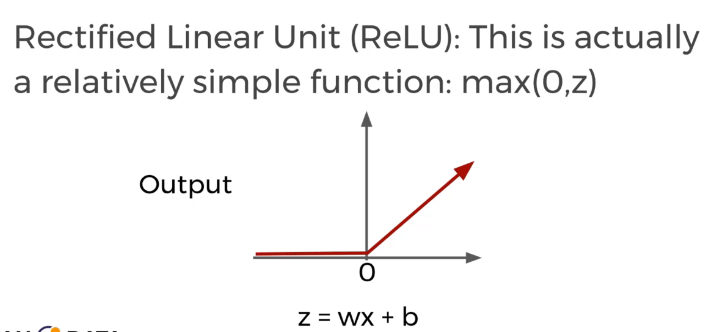 Rectified Linear Unit (ReLU): This is actually
a relatively simple function: max(0,z)
Output
0
z = wx + b